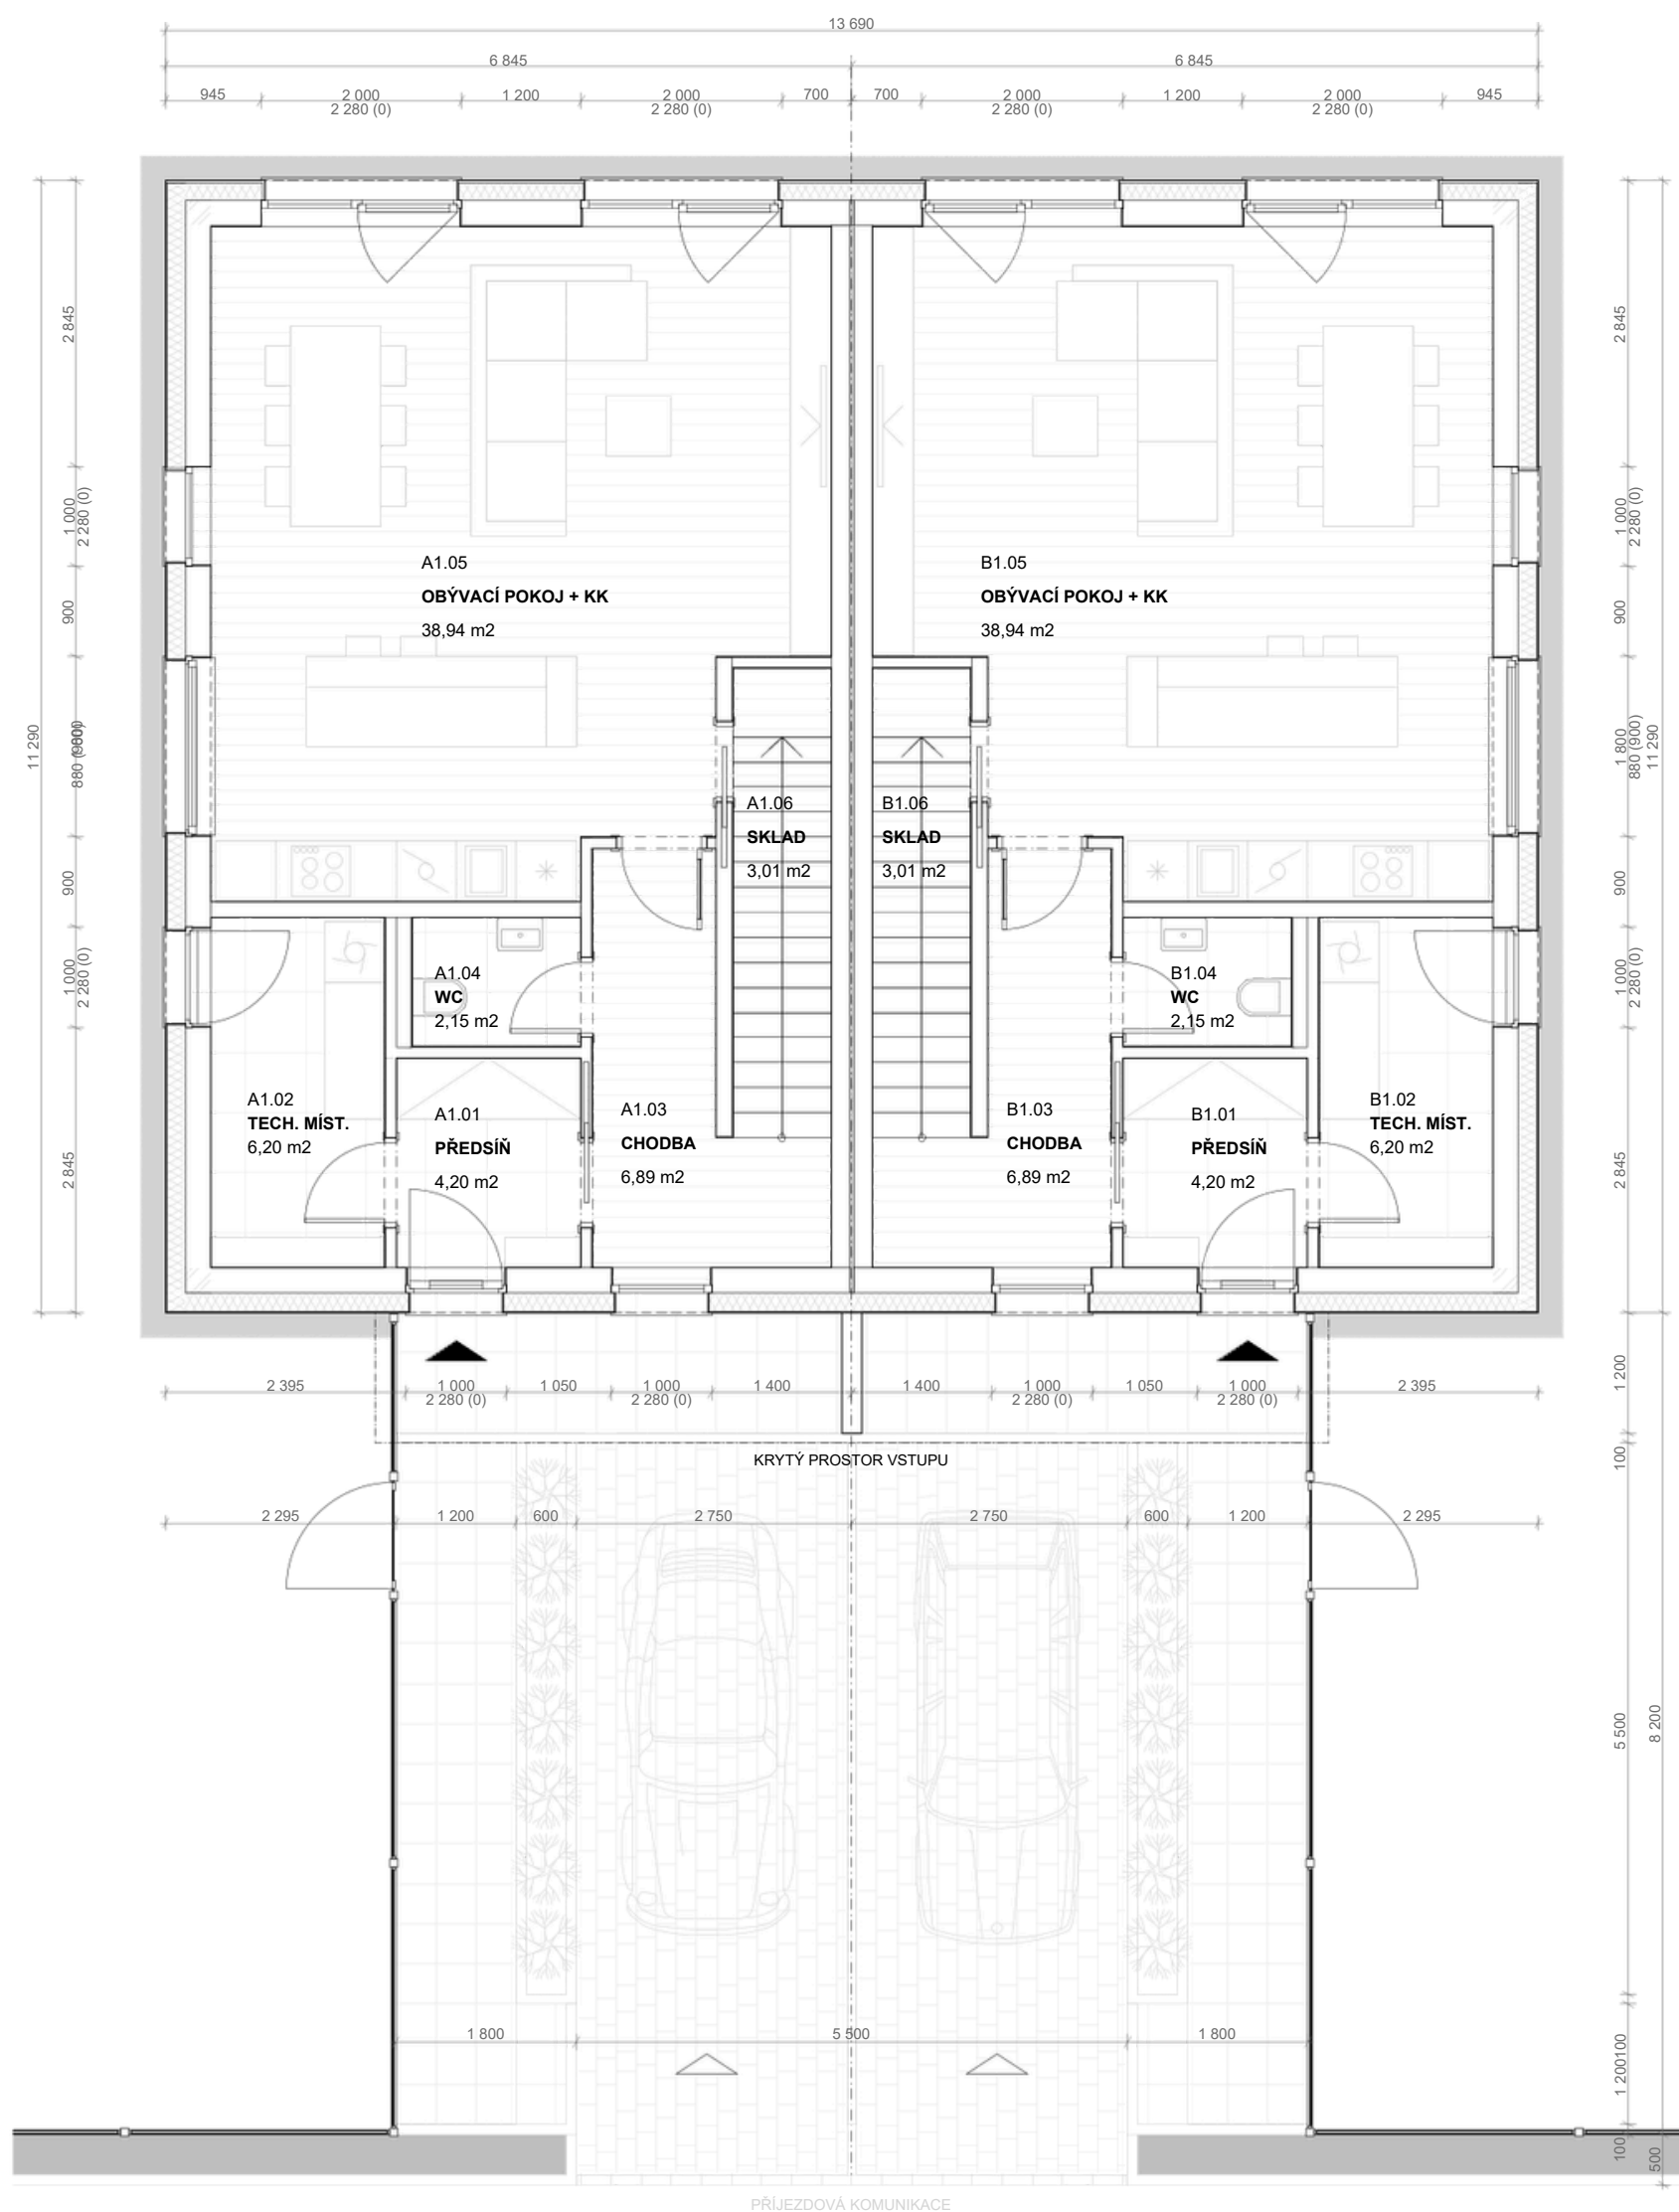 13 690
6 845
6 845
945
2 000
2 280 (0)
1 200
2 000
2 280 (0)
700
700
2 000
2 280 (0)
1 200
2 000
2 280 (0)
945
11 290
2 845
1 000
2 280 (0)
900
880 (900)
900
1 000
2 280 (0)
2 845
A1.05
OBÝVACÍ POKOJ + KK
38,94 m2
B1.05
OBÝVACÍ POKOJ + KK
38,94 m2
A1.06
SKLAD
3,01 m2
B1.06
SKLAD
3,01 m2
A1.04
WC
2,15 m2
B1.04
WC
2,15 m2
A1.02
TECH. MÍST.
6,20 m2
A1.01
PŘEDSÍŇ
4,20 m2
A1.03
CHODBA
6,89 m2
B1.03
CHODBA
6,89 m2
B1.01
PŘEDSÍŇ
4,20 m2
B1.02
TECH. MÍST.
6,20 m2
2 845
1 000
2 280 (0)
900
1 800
880 (900)
11 290
900
1 000
2 280 (0)
2 845
2 395
1 000
2 280 (0)
1 050
1 000
2 280 (0)
1 400
1 400
1 000
2 280 (0)
1 050
1 000
2 280 (0)
2 395
KRYTÝ PROSTOR VSTUPU
2 295
1 200
600
2 750
2 750
600
1 200
2 295
1 200
100
5 500
8 200
1 200
100
100
500
1 800
5 500
1 800
PŘÍJEZDOVÁ KOMUNIKACE